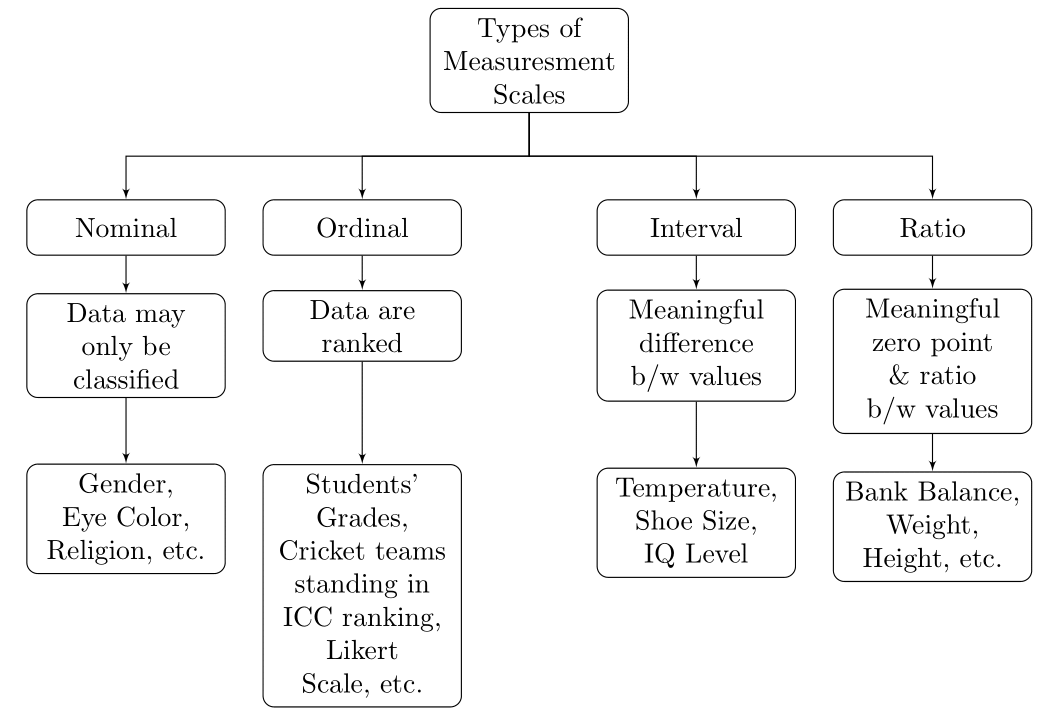 Types of
Measuresment
Scales
Nominal
Ordinal
Interval
Ratio
Data may
only be
classified
Data are
ranked
Meaningful
difference
b/w values
Meaningful
zero point
& ratio
b/w values
Gender,
Eye Color,
Religion, etc.
Students'
Grades,
Cricket teams
standing in
ICC ranking,
Likert
Scale, etc.
Temperature,
Shoe Size,
IQ Level
Bank Balance,
Weight,
Height, etc.